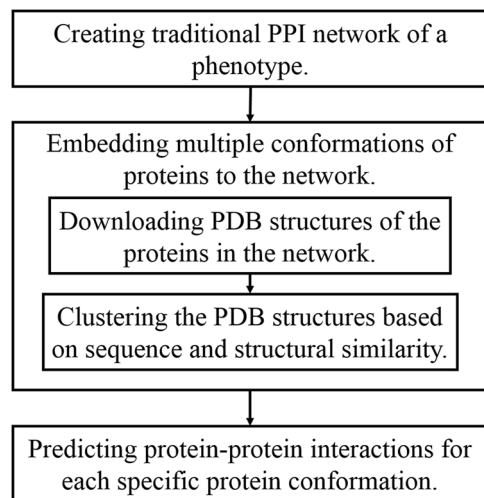 Creating traditional PPI network of a
phenotype.
Embedding multiple conformations of
proteins to the network.
Downloading PDB structures of the
proteins in the network.
Clustering the PDB structures based
on sequence and structural similarity.
Predicting protein-protein interactions for
each specific protein conformation.